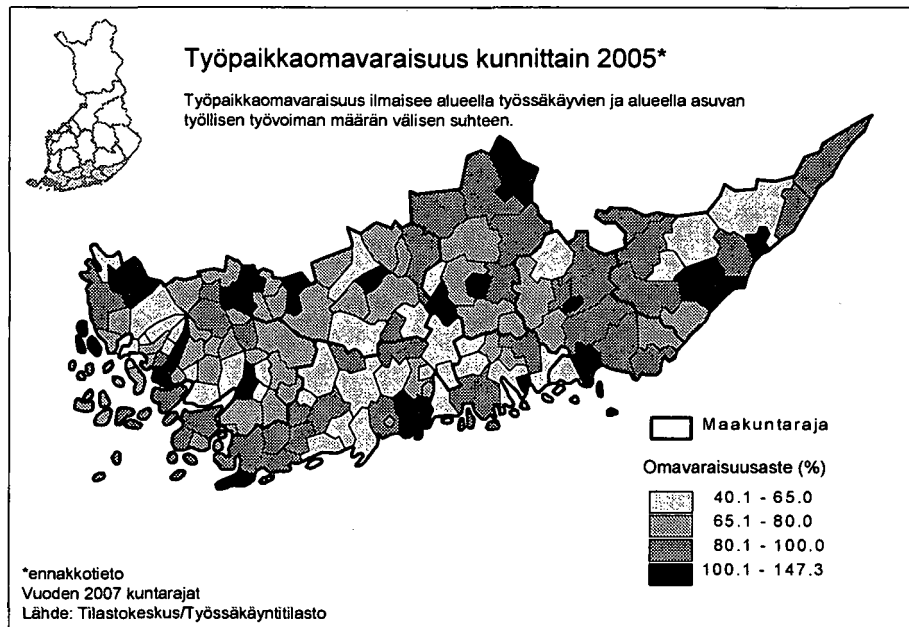 Työpaikkaomavaraisuus kunnittain 2005*
Työpaikkaomavaraisuus ilmaisee alueella työssäkäyvien ja alueella asuvan
työllisen työvoiman määrän välisen suhteen.
Maakuntaraja
Omavaraisuusaste (%)
40.1 - 65.0
65.1 - 80.0
80.1 - 100.0
100.1 - 147.3
*ennakkotieto
Vuoden 2007 kuntarajat
Lähde: Tilastokeskus/Työssäkäyntitilasto